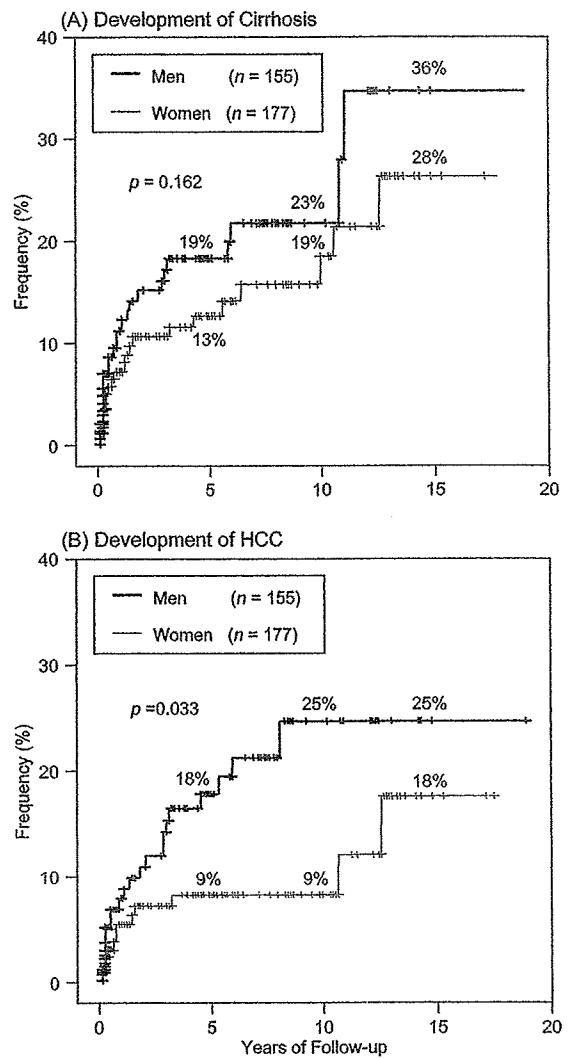 (A) Development of Cirrhosis
40
30
20
10
0
Frequency (%)
Men (n = 155)
Women (n = 177)
p = 0.162
36%
28%
23%
19%
19%
13%
0 5 10 15 20
(B) Development of HCC
40
30
20
10
0
Frequency (%)
Men (n = 155)
Women (n = 177)
p =0.033
25% 25%
18%
18%
9% 9%
0 5 10 15 20
Years of Follow-up